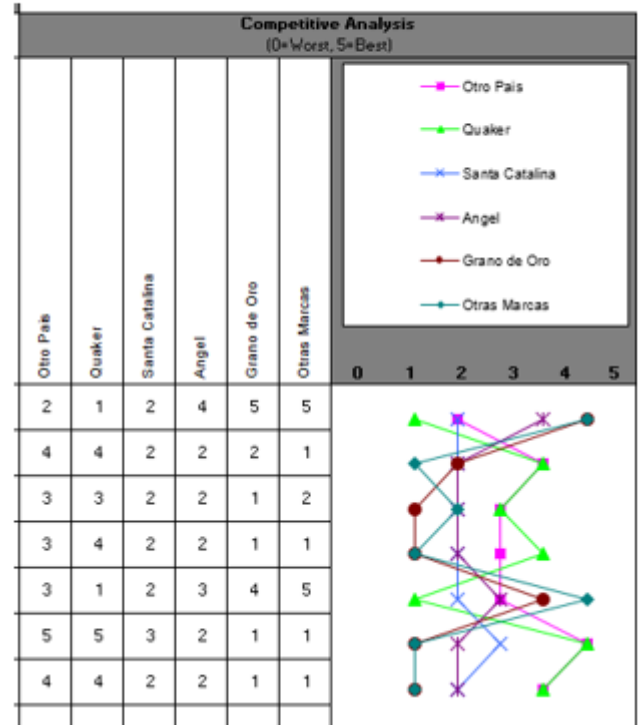 Competitive Analysis
(0=Worst, 5=Best)
Otro Pais
Quaker
Santa Catalina
Angel
Grano de Oro
Otras Marcas
Otro Pais
Quaker
Santa Catalina
Angel
Grano de Oro
Otras Marcas
0 1 2 3 4 5
2 1 2 4 5 5
4 4 2 2 2 1
3 3 2 2 1 2
3 4 2 2 1 1
3 1 2 3 4 5
5 5 3 2 1 1
4 4 2 2 1 1